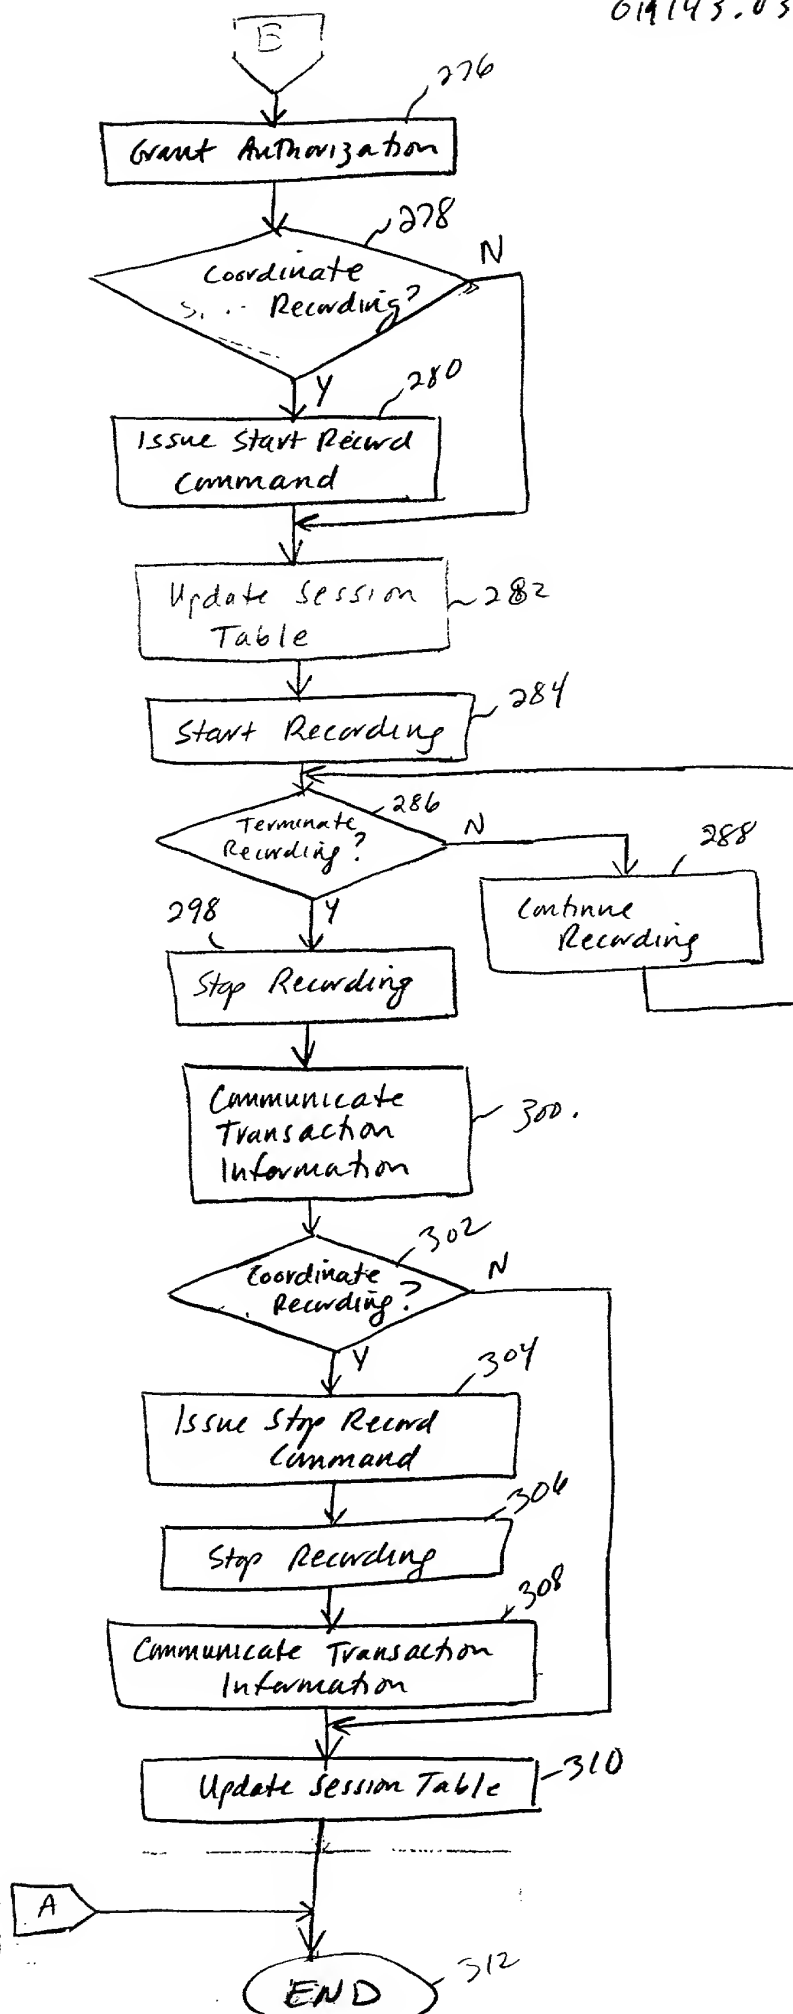 B
276
Grant Authorization
278
N
Coordinate
Recording?
Y
280
Issue Start Record
Command
Update Session
Table
282
284
Start Recording
286
Terminate
Recording?
N
288
Continue
Recording
298
Y
Stop Recording
Communicate
Transaction
Information
300.
302
Coordinate
Recording?
N
Y
304
Issue Stop Record
Command
306
Stop Recording
308
Communicate Transaction
Information
Update Session Table
310
A
END
312